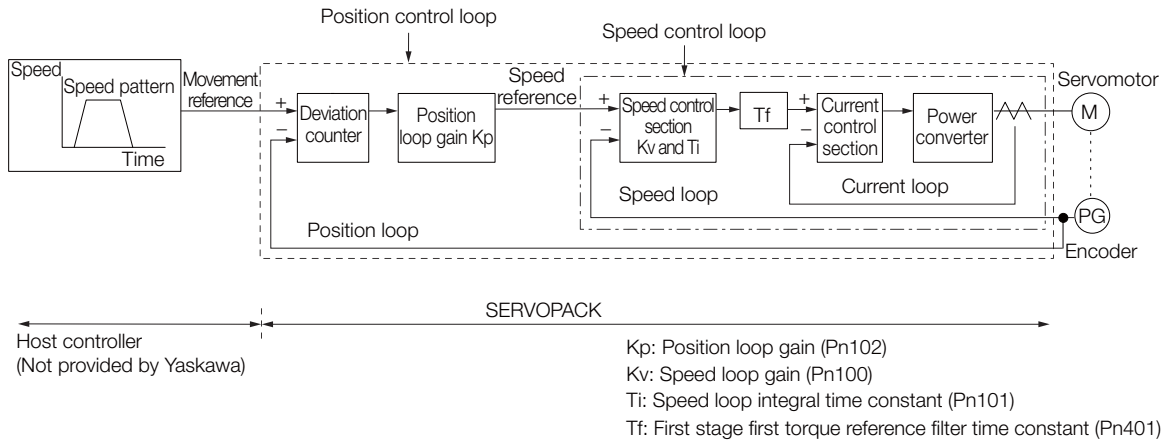 Position control loop
Speed control loop
Speed
Speed pattern
Time
Movement
reference
+
−
Deviation
counter
Position
loop gain Kp
Speed
reference
+
−
Speed control
section
Kv and Ti
Tf
+
−
Current
control
section
Power
converter
Servomotor
M
Current loop
Speed loop
Position loop
PG
Encoder
SERVOPACK
Host controller
(Not provided by Yaskawa)
Kp: Position loop gain (Pn102)
Kv: Speed loop gain (Pn100)
Ti: Speed loop integral time constant (Pn101)
Tf: First stage first torque reference filter time constant (Pn401)